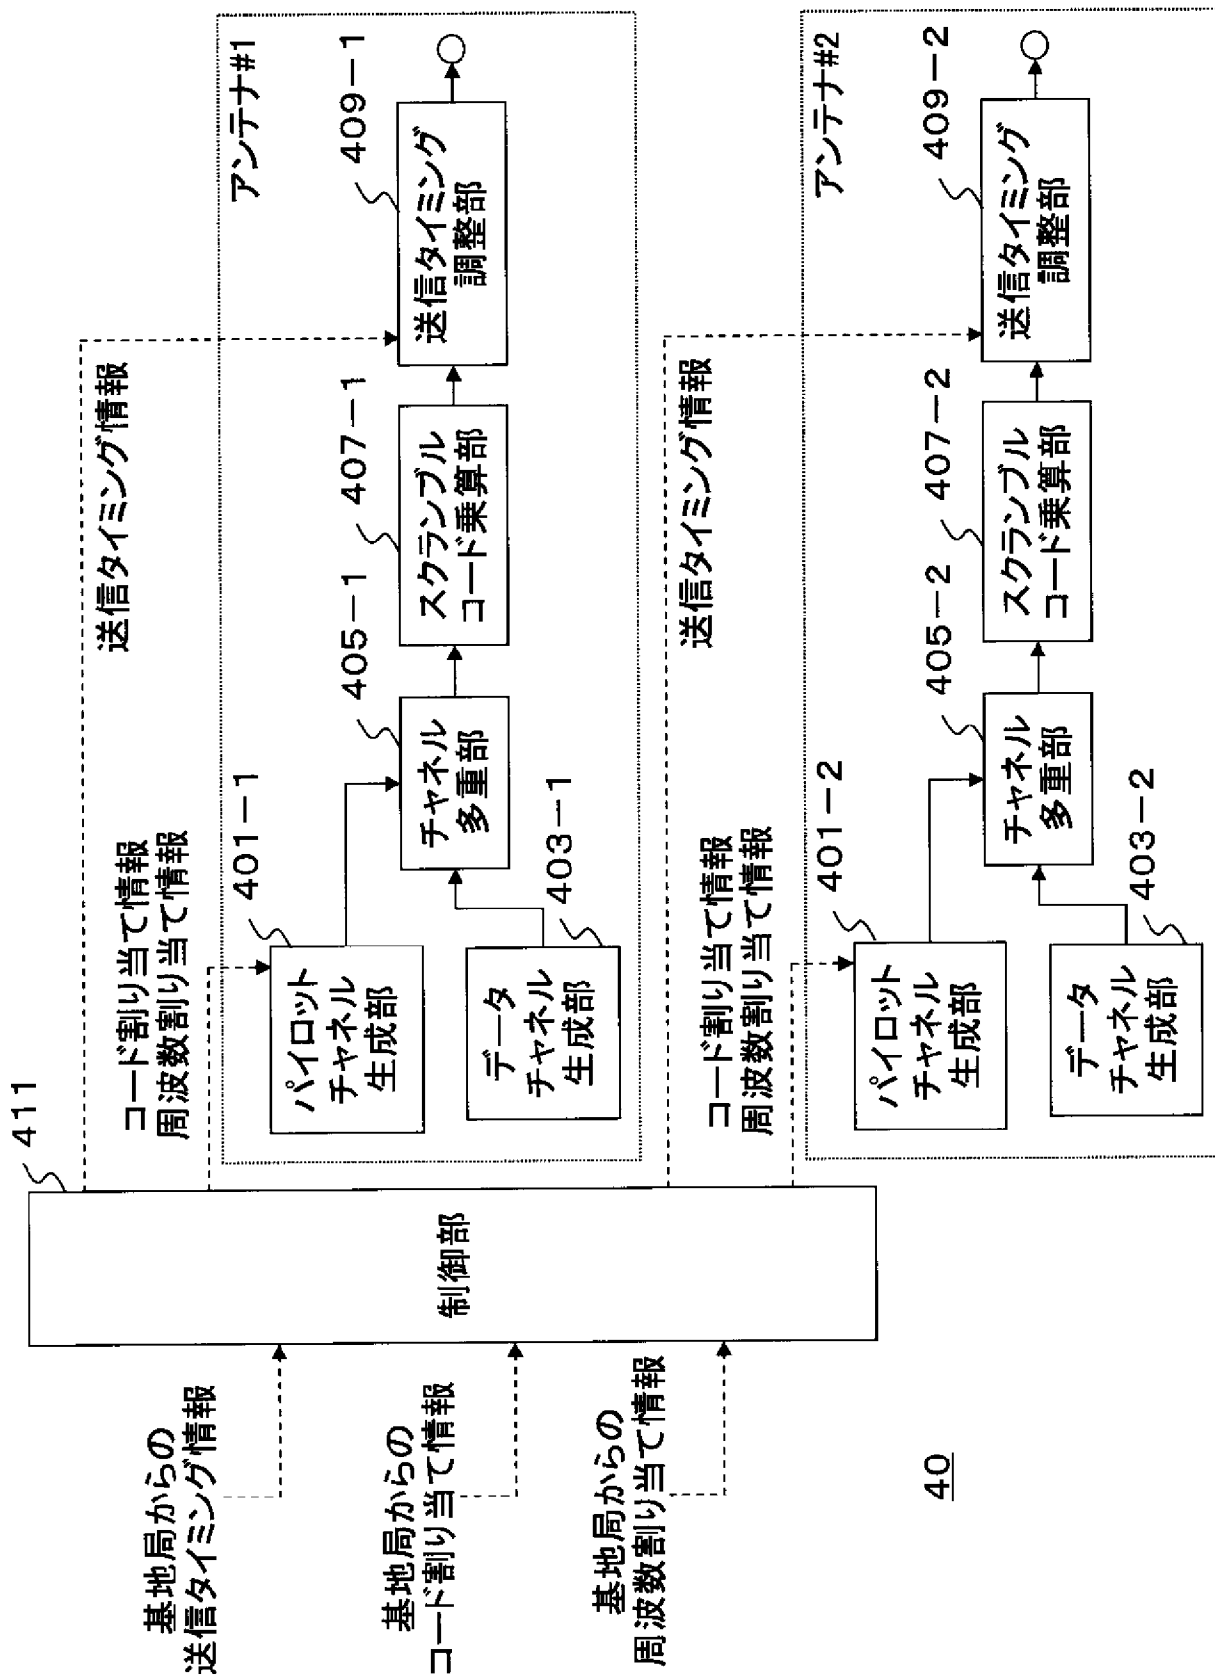 基地局からの
送信タイミング情報
基地局からの
コード割り当て情報
基地局からの
周波数割り当て情報
411
制御部
送信タイミング情報
コード割り当て情報
周波数割り当て情報
アンテナ#1
401-1
パイロット
チャネル
生成部
データ
チャネル
生成部
403-1
405-1
チャネル
多重部
407-1
スクランブル
コード乗算部
409-1
送信タイミング
調整部
送信タイミング情報
コード割り当て情報
周波数割り当て情報
アンテナ#2
401-2
パイロット
チャネル
生成部
データ
チャネル
生成部
403-2
405-2
チャネル
多重部
407-2
スクランブル
コード乗算部
409-2
送信タイミング
調整部
40